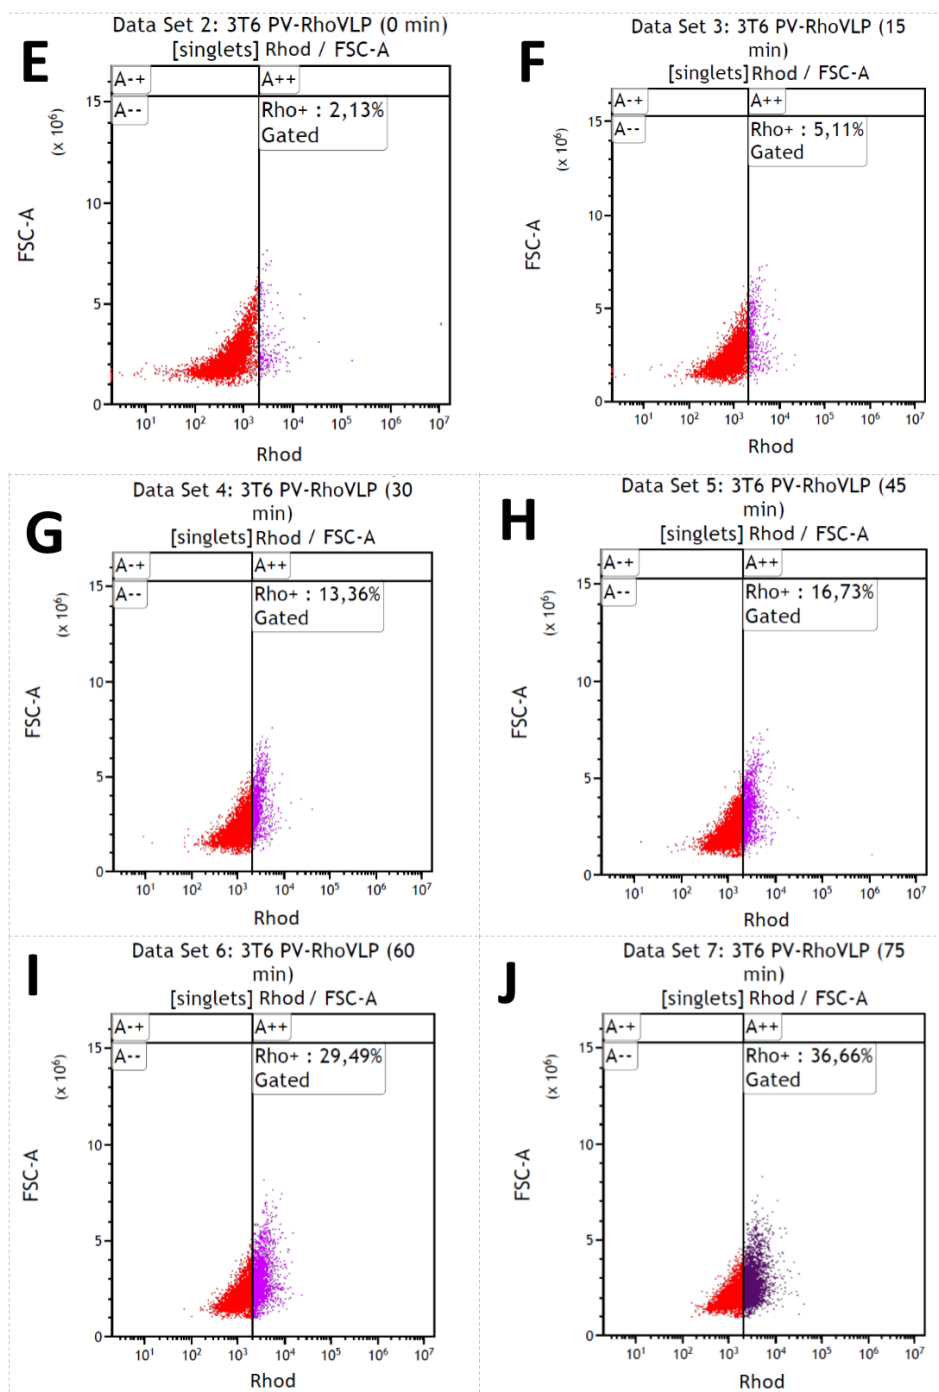 E
Data Set 2: 3T6 PV-RhoVLP (0 min)
[singlets] Rhod / FSC-A
A-+
A++
A--
Rho+ : 2,13%
Gated
(x 10⁶)
15
10
5
0
FSC-A
10¹ 10² 10³ 10⁴ 10⁵ 10⁶ 10⁷
Rhod
F
Data Set 3: 3T6 PV-RhoVLP (15
min)
[singlets] Rhod / FSC-A
A-+
A++
A--
Rho+ : 5,11%
Gated
(x 10⁶)
15
10
5
0
FSC-A
10¹ 10² 10³ 10⁴ 10⁵ 10⁶ 10⁷
Rhod
G
Data Set 4: 3T6 PV-RhoVLP (30
min)
[singlets] Rhod / FSC-A
A-+
A++
A--
Rho+ : 13,36%
Gated
(x 10⁶)
15
10
5
0
FSC-A
10¹ 10² 10³ 10⁴ 10⁵ 10⁶ 10⁷
Rhod
H
Data Set 5: 3T6 PV-RhoVLP (45
min)
[singlets] Rhod / FSC-A
A-+
A++
A--
Rho+ : 16,73%
Gated
(x 10⁶)
15
10
5
0
FSC-A
10¹ 10² 10³ 10⁴ 10⁵ 10⁶ 10⁷
Rhod
I
Data Set 6: 3T6 PV-RhoVLP (60
min)
[singlets] Rhod / FSC-A
A-+
A++
A--
Rho+ : 29,49%
Gated
(x 10⁶)
15
10
5
0
FSC-A
10¹ 10² 10³ 10⁴ 10⁵ 10⁶ 10⁷
Rhod
J
Data Set 7: 3T6 PV-RhoVLP (75
min)
[singlets] Rhod / FSC-A
A-+
A++
A--
Rho+ : 36,66%
Gated
(x 10⁶)
15
10
5
0
FSC-A
10¹ 10² 10³ 10⁴ 10⁵ 10⁶ 10⁷
Rhod